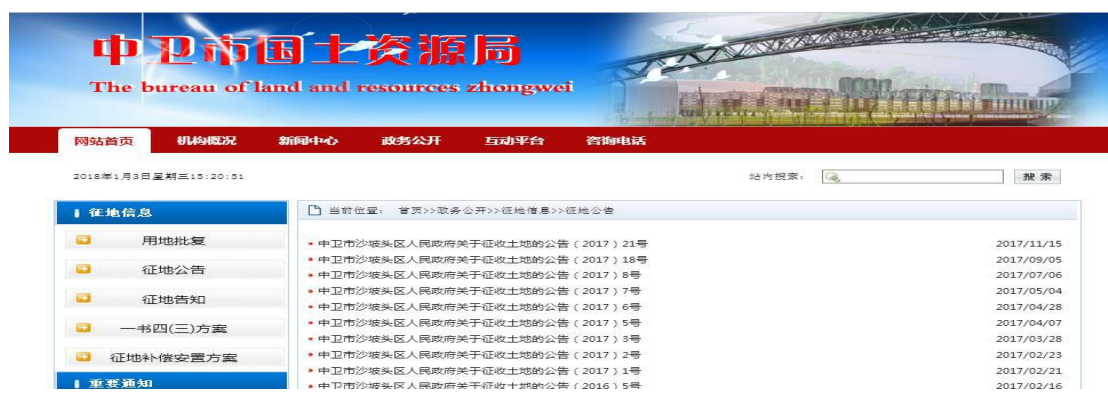 中卫市国土资源局
The bureau of land and resources zhongwei
网站首页 机构概况 新闻中心 政务公开 互动平台 咨询电话
2018年1月3日星期三15:20:51 站内搜索: 搜 索
征地信息
当前位置: 首页>>政务公开>>征地信息>>征地公告
用地批复
征地公告
征地告知
一书四(三)方案
征地补偿安置方案
重要通知
中卫市沙坡头区人民政府关于征收土地的公告(2017)21号 2017/11/15
中卫市沙坡头区人民政府关于征收土地的公告(2017)18号 2017/09/05
中卫市沙坡头区人民政府关于征收土地的公告(2017)8号 2017/07/06
中卫市沙坡头区人民政府关于征收土地的公告(2017)7号 2017/05/04
中卫市沙坡头区人民政府关于征收土地的公告(2017)6号 2017/04/28
中卫市沙坡头区人民政府关于征收土地的公告(2017)5号 2017/04/07
中卫市沙坡头区人民政府关于征收土地的公告(2017)3号 2017/03/28
中卫市沙坡头区人民政府关于征收土地的公告(2017)2号 2017/02/23
中卫市沙坡头区人民政府关于征收土地的公告(2017)1号 2017/02/21
中卫市沙坡头区人民政府关于征收土地的公告(2016)5号 2017/02/16